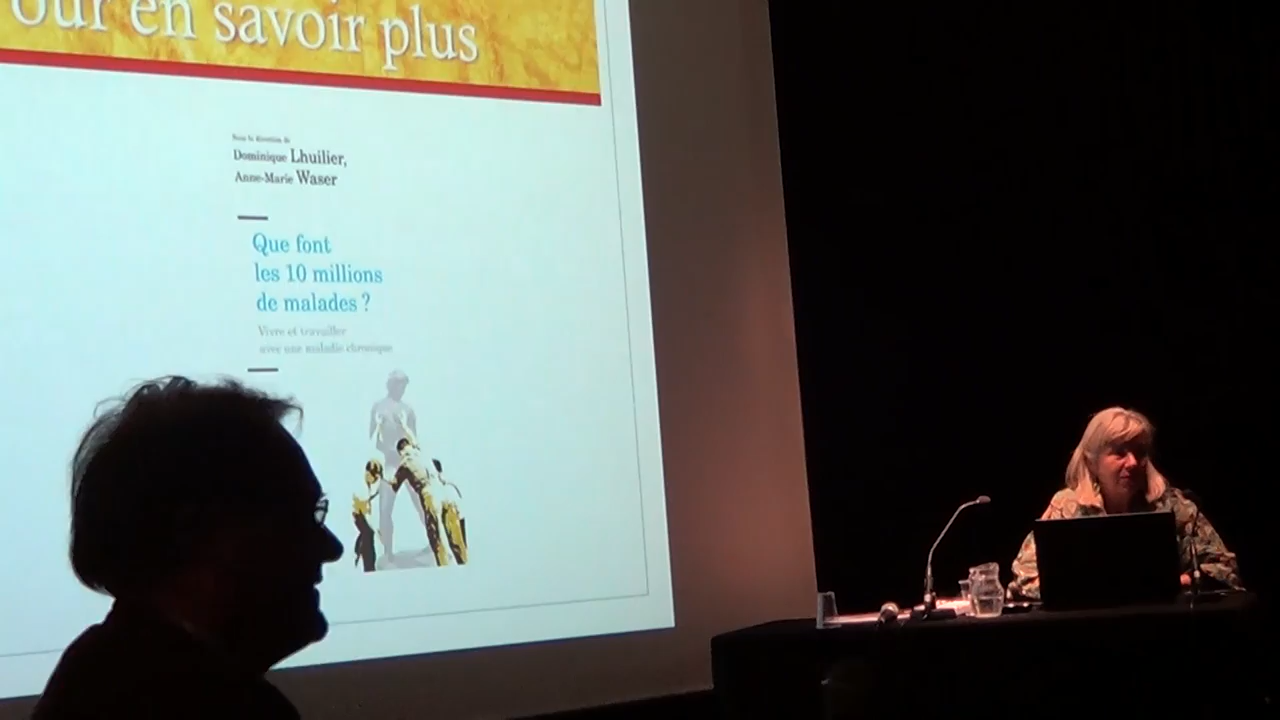 our en savoir plus
Sous la direction de
Dominique Lhuilier,
Anne-Marie Waser
Que font
les 10 millions
de malades ?
Vivre et travailler
avec une maladie chronique